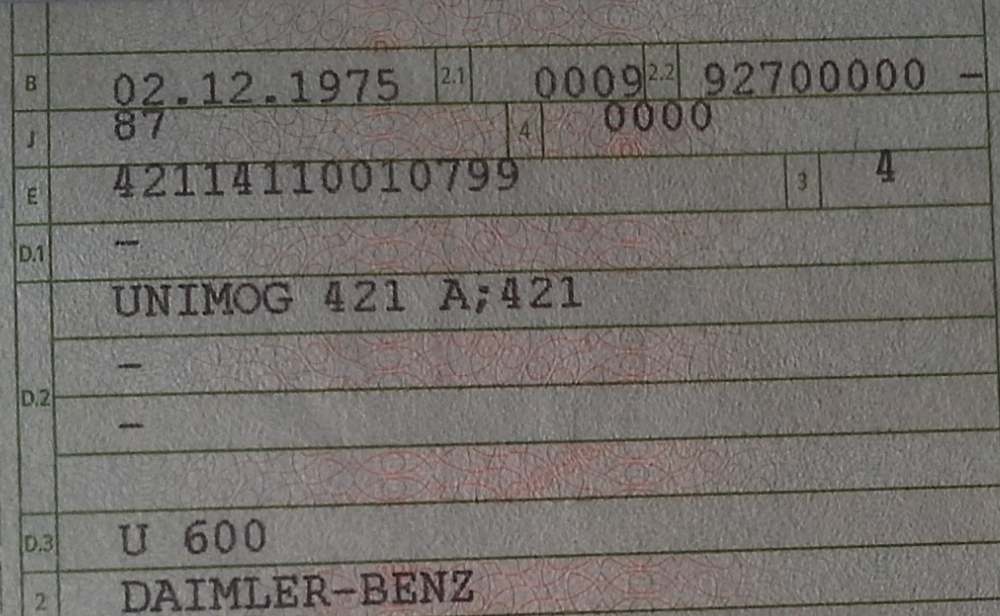 B 02.12.1975 2.1 0009 2.2 92700000 –
J 87 4 0000
E 42114110010799 3 4
D.1 –
UNIMOG 421 A;421
–
D.2
–
D.3 U 600
2 DAIMLER-BENZ